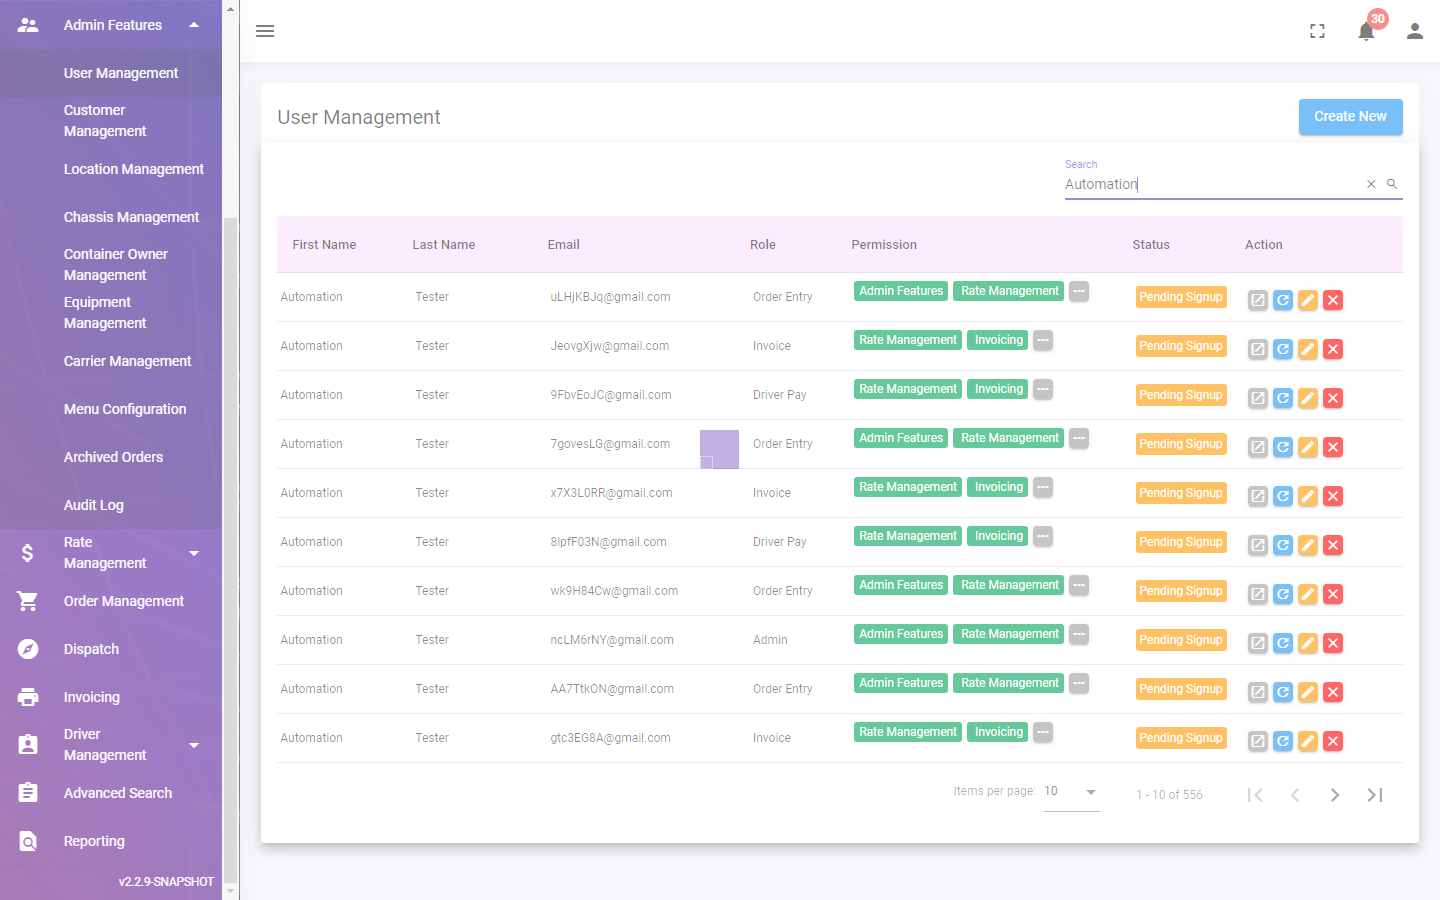 Admin Features
User Management
Customer
Management
Location Management
Chassis Management
Container Owner
Management
Equipment
Management
Carrier Management
Menu Configuration
Archived Orders
Audit Log
Rate
Management
Order Management
Dispatch
Invoicing
Driver
Management
Advanced Search
Reporting
v2.2.9-SNAPSHOT
30
User Management
Create New
Search
Automation
First Name Last Name Email Role Permission Status Action
Automation Tester uLHjKBJq@gmail.com Order Entry Admin Features Rate Management --- Pending Signup
Automation Tester JeovgXjw@gmail.com Invoice Rate Management Invoicing --- Pending Signup
Automation Tester 9FbvEoJC@gmail.com Driver Pay Rate Management Invoicing --- Pending Signup
Automation Tester 7govesLG@gmail.com Order Entry Admin Features Rate Management --- Pending Signup
Automation Tester x7X3L0RR@gmail.com Invoice Rate Management Invoicing --- Pending Signup
Automation Tester 8lpfF03N@gmail.com Driver Pay Rate Management Invoicing --- Pending Signup
Automation Tester wk9H84Cw@gmail.com Order Entry Admin Features Rate Management --- Pending Signup
Automation Tester ncLM6rNY@gmail.com Admin Admin Features Rate Management --- Pending Signup
Automation Tester AA7TtkON@gmail.com Order Entry Admin Features Rate Management --- Pending Signup
Automation Tester gtc3EG8A@gmail.com Invoice Rate Management Invoicing --- Pending Signup
Items per page: 10 1 - 10 of 556